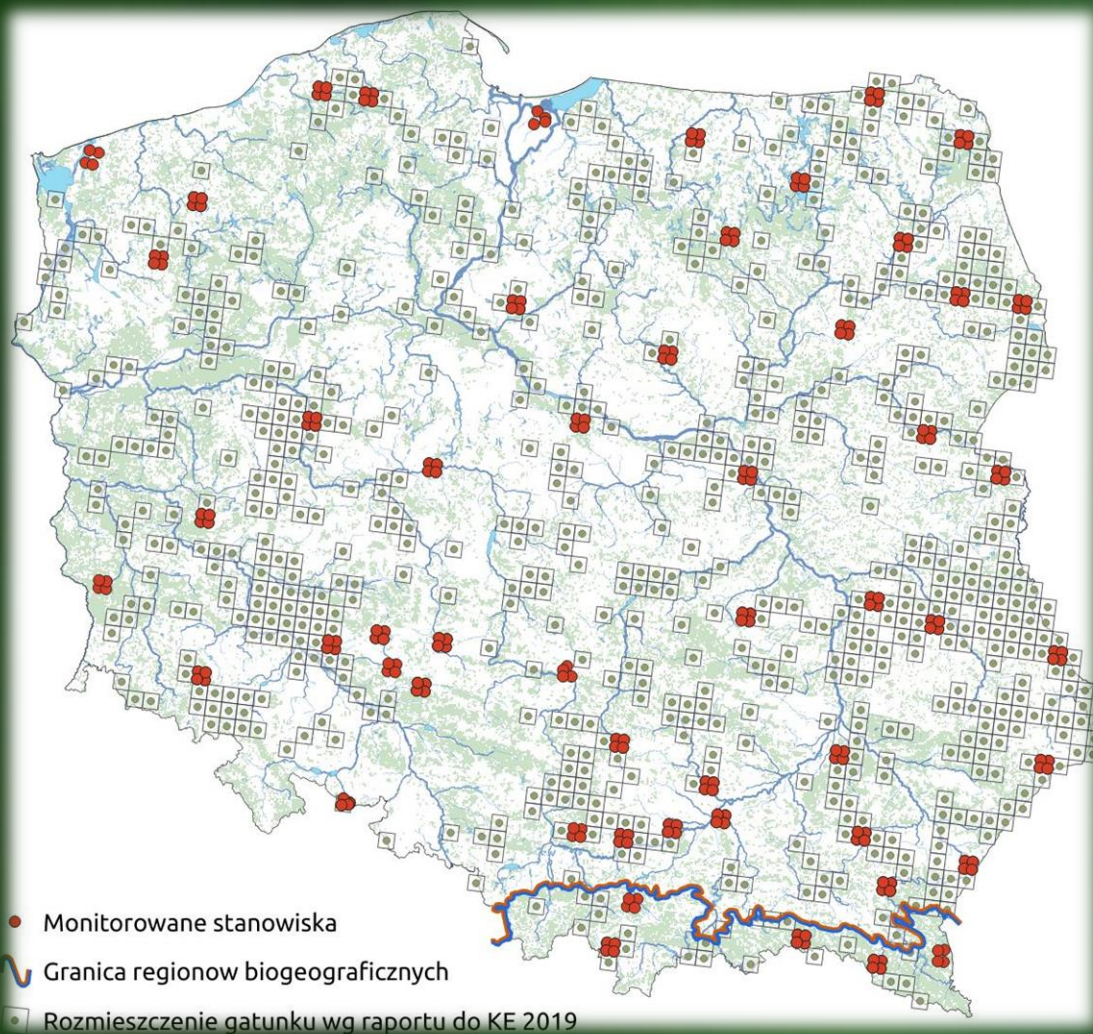 Monitorowane stanowiska
Granica regionow biogeograficznych
Rozmieszczenie gatunku wg raportu do KE 2019